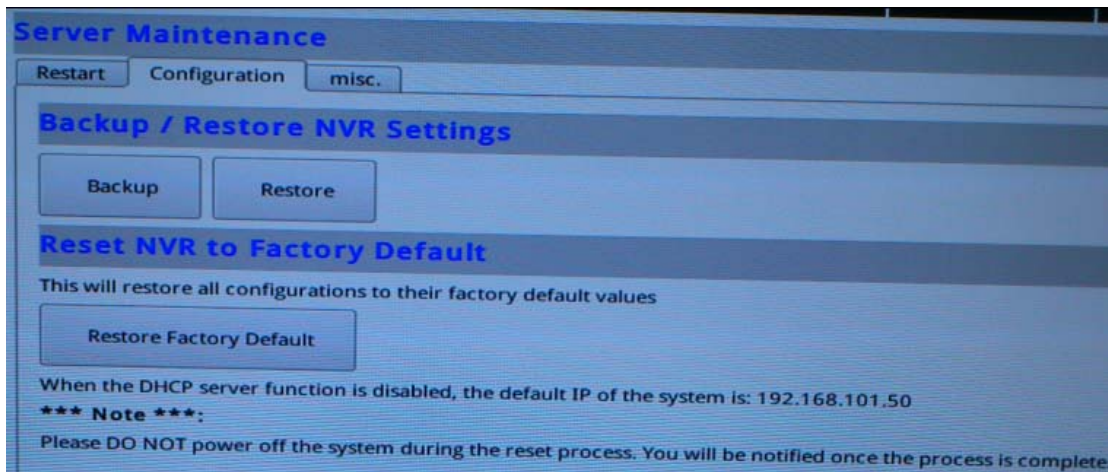 Server Maintenance
Restart Configuration misc.
Backup / Restore NVR Settings
Backup Restore
Reset NVR to Factory Default
This will restore all configurations to their factory default values
Restore Factory Default
When the DHCP server function is disabled, the default IP of the system is: 192.168.101.50
*** Note ***:
Please DO NOT power off the system during the reset process. You will be notified once the process is complete